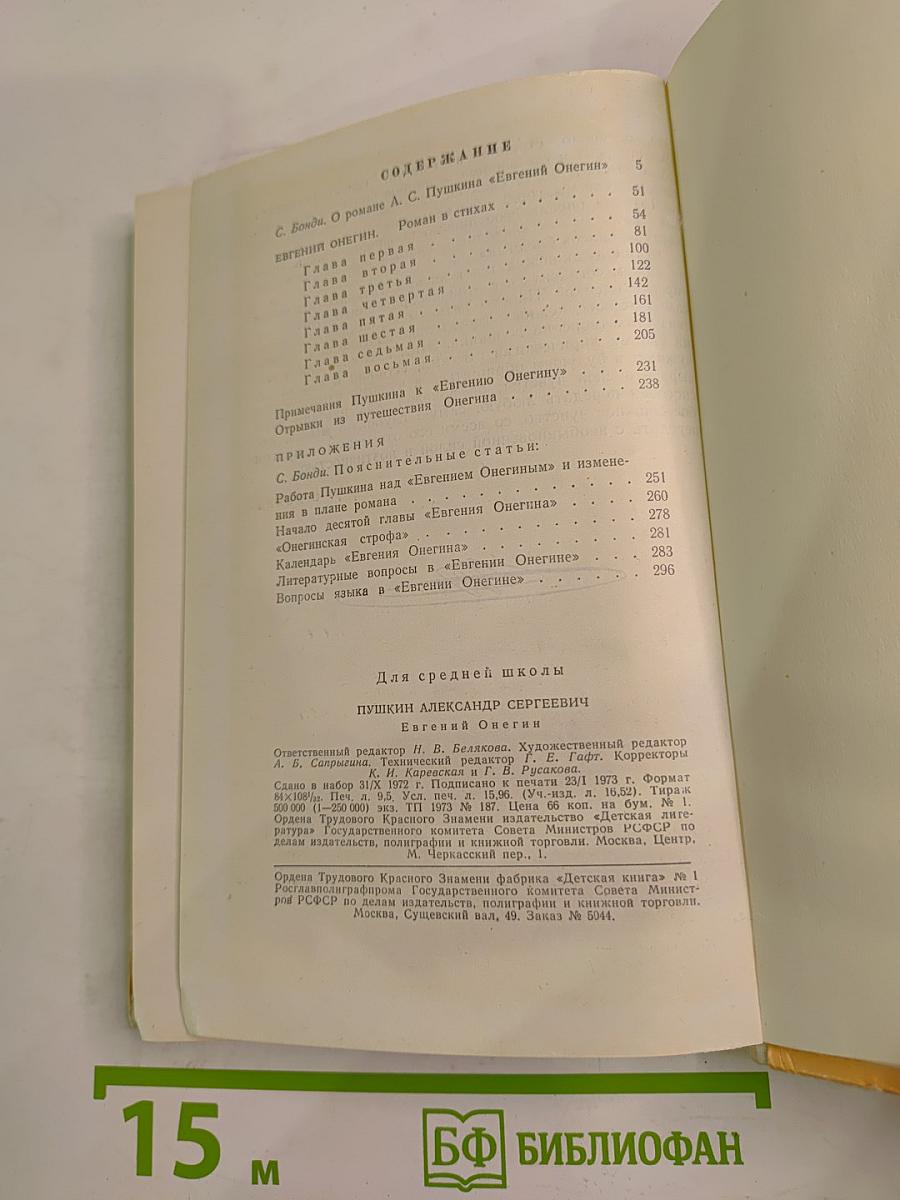 СОДЕРЖАНИЕ
С. Бонди. О романе А. С. Пушкина «Евгений Онегин» 5
ЕВГЕНИЙ ОНЕГИН. Роман в стихах . . . . . . . 51
Глава первая . . . . . . . . . . 54
Глава вторая . . . . . . . . . . 81
Глава третья . . . . . . . . . . 100
Глава четвертая . . . . . . . . . 122
Глава пятая . . . . . . . . . . 142
Глава шестая . . . . . . . . . . 161
Глава седьмая . . . . . . . . . . 181
Глава восьмая . . . . . . . . . . 205
Примечания Пушкина к «Евгению Онегину» . . . 231
Отрывки из путешествия Онегина . . . . . . . 238
ПРИЛОЖЕНИЯ
С. Бонди. Пояснительные статьи:
Работа Пушкина над «Евгением Онегиным» и измене-
ния в плане романа . . . . . . . . . . . 251
Начало десятой главы «Евгения Онегина» . . . . 260
«Онегинская строфа» . . . . . . . . . . . 278
Календарь «Евгения Онегина» . . . . . . . . 281
Литературные вопросы в «Евгении Онегине» . . . 283
Вопросы языка в «Евгении Онегине» . . . . . . 296
Для средней школы
ПУШКИН АЛЕКСАНДР СЕРГЕЕВИЧ
Евгений Онегин
Ответственный редактор Н. В. Белякова. Художественный редактор
А. Б. Сапрыгина. Технический редактор Г. Е. Гафт. Корректоры
К. И. Каревская и Г. В. Русакова.
Сдано в набор 31/X 1972 г. Подписано к печати 23/I 1973 г. Формат
84×108¹/₃₂. Печ. л. 9,5. Усл. печ. л. 15,96. (Уч.-изд. л. 16,52). Тираж
500 000 (1—250 000) экз. ТП 1973 № 187. Цена 66 коп. на бум. № 1.
Ордена Трудового Красного Знамени издательство «Детская лите-
ратура» Государственного комитета Совета Министров РСФСР по
делам издательств, полиграфии и книжной торговли. Москва, Центр,
М. Черкасский пер., 1.
Ордена Трудового Красного Знамени фабрика «Детская книга» № 1
Росглавполиграфпрома Государственного комитета Совета Минист-
ров РСФСР по делам издательств, полиграфии и книжной торговли.
Москва, Сущевский вал, 49. Заказ № 5044.
15 м
БФ БИБЛИОФАН